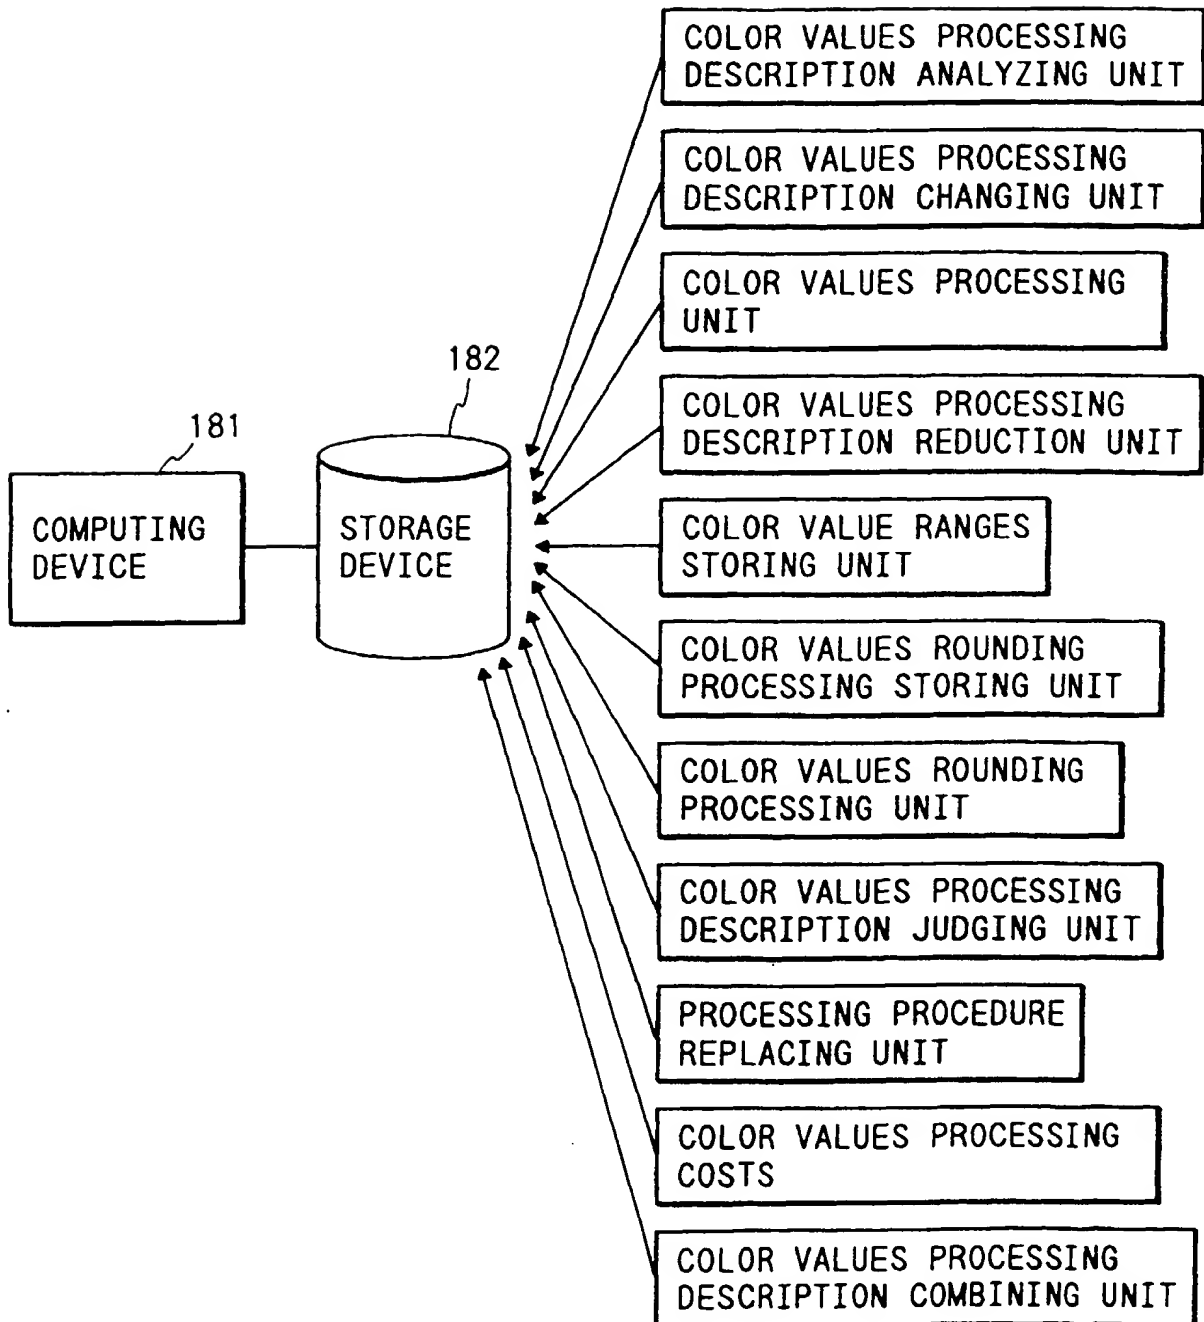 COLOR VALUES PROCESSING
DESCRIPTION ANALYZING UNIT
COLOR VALUES PROCESSING
DESCRIPTION CHANGING UNIT
COLOR VALUES PROCESSING
UNIT
182
COLOR VALUES PROCESSING
DESCRIPTION REDUCTION UNIT
181
COMPUTING
DEVICE
STORAGE
DEVICE
COLOR VALUE RANGES
STORING UNIT
COLOR VALUES ROUNDING
PROCESSING STORING UNIT
COLOR VALUES ROUNDING
PROCESSING UNIT
COLOR VALUES PROCESSING
DESCRIPTION JUDGING UNIT
PROCESSING PROCEDURE
REPLACING UNIT
COLOR VALUES PROCESSING
COSTS
COLOR VALUES PROCESSING
DESCRIPTION COMBINING UNIT